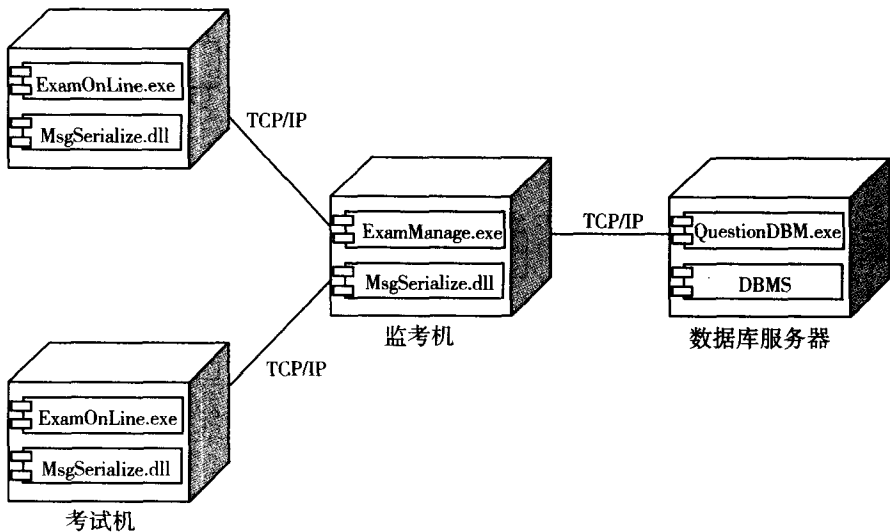 ExamOnLine.exe
MsgSerialize.dll
TCP/IP
ExamManage.exe
MsgSerialize.dll
监考机
TCP/IP
QuestionDBM.exe
DBMS
数据库服务器
TCP/IP
ExamOnLine.exe
MsgSerialize.dll
考试机